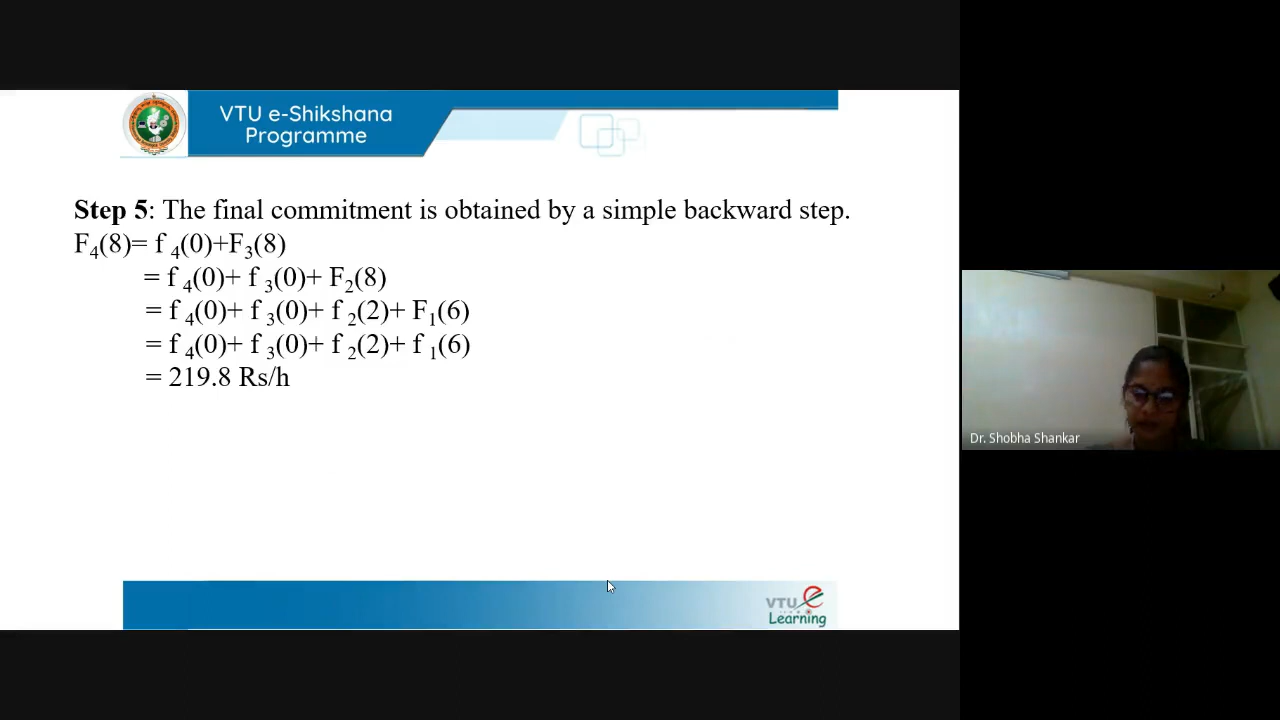 VTU e-Shikshana
Programme
Step 5: The final commitment is obtained by a simple backward step.
F₄(8)= f ₄(0)+F₃(8)
= f ₄(0)+ f ₃(0)+ F₂(8)
= f ₄(0)+ f ₃(0)+ f ₂(2)+ F₁(6)
= f ₄(0)+ f ₃(0)+ f ₂(2)+ f ₁(6)
= 219.8 Rs/h
Dr. Shobha Shankar
VTU e
Learning